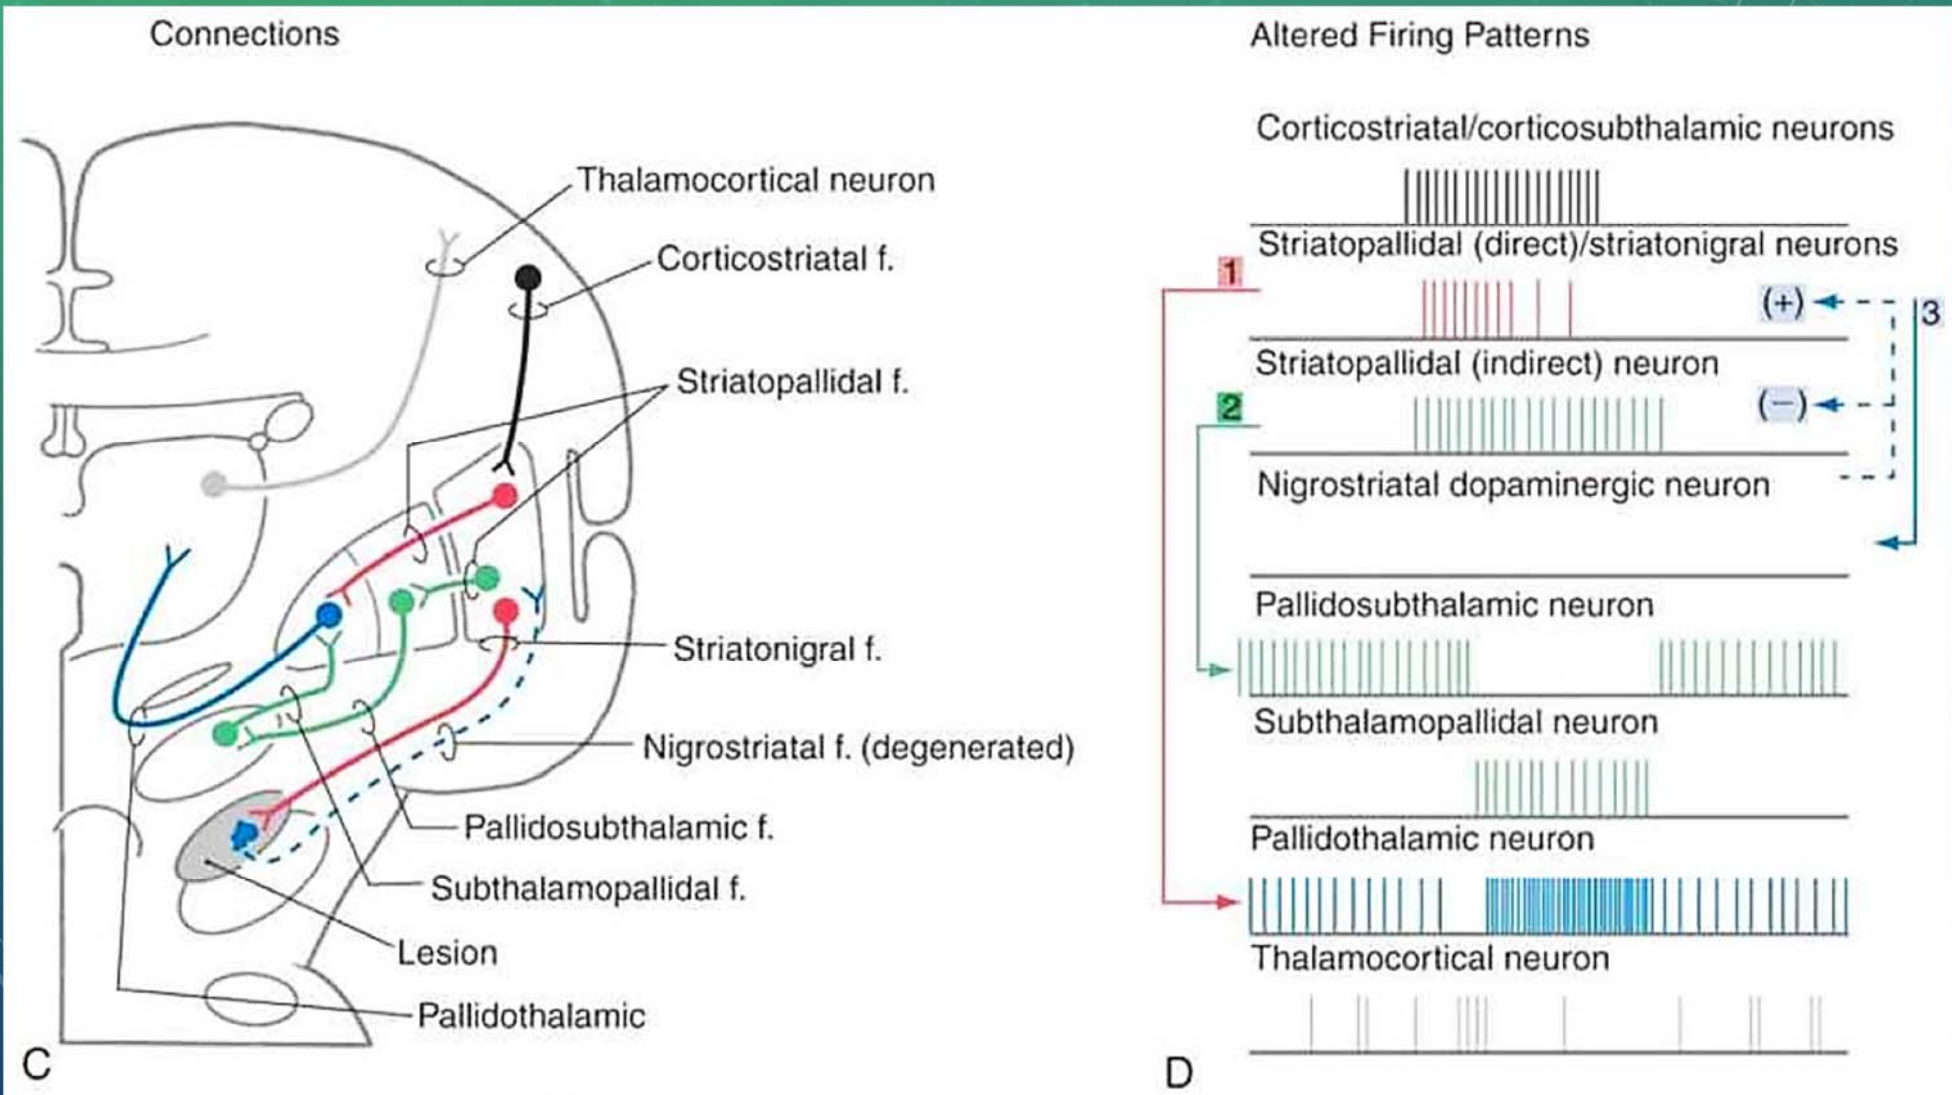 Connections
Thalamocortical neuron
Corticostriatal f.
Striatopallidal f.
Striatonigral f.
Nigrostriatal f. (degenerated)
Pallidosubthalamic f.
Subthalamopallidal f.
Lesion
Pallidothalamic
C
Altered Firing Patterns
Corticostriatal/corticosubthalamic neurons
Striatopallidal (direct)/striatonigral neurons
1
(+)
3
Striatopallidal (indirect) neuron
2
(−)
Nigrostriatal dopaminergic neuron
Pallidosubthalamic neuron
Subthalamopallidal neuron
Pallidothalamic neuron
Thalamocortical neuron
D